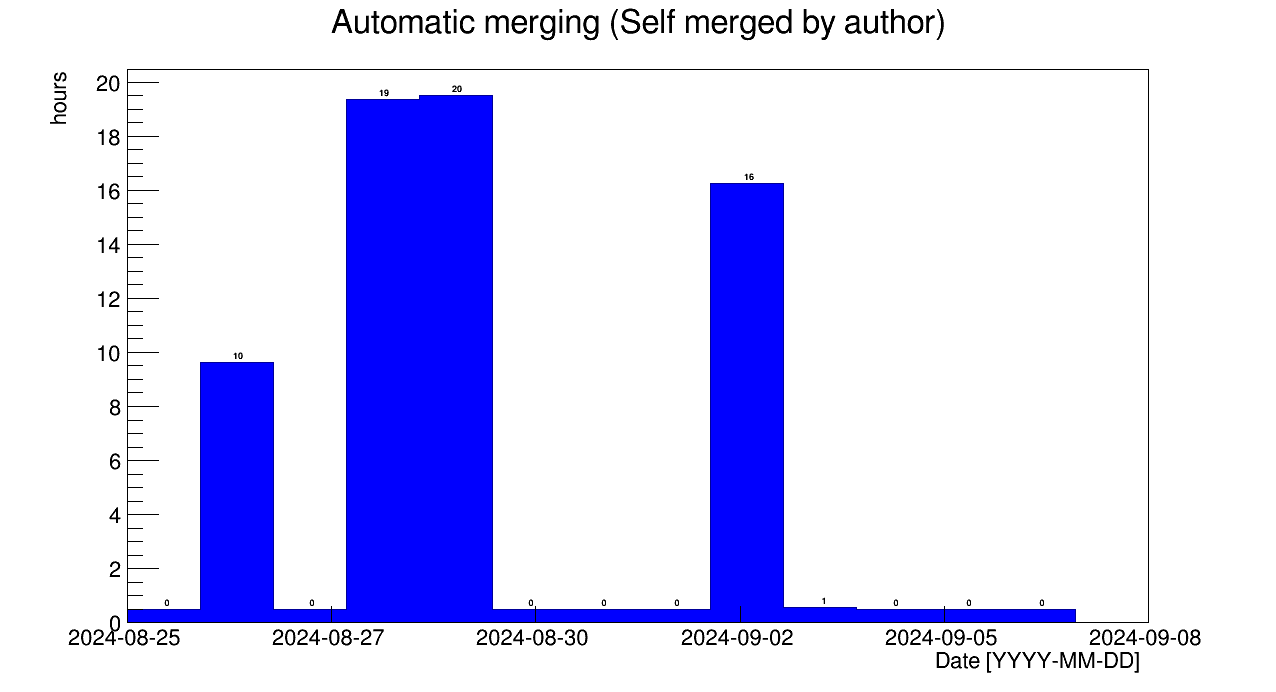 Automatic merging (Self merged by author)
hours
20
18
16
14
12
10
8
6
4
2
0
0 10 0 19 20 0 0 0 16 1 0 0 0
2024-08-25 2024-08-27 2024-08-30 2024-09-02 2024-09-05 2024-09-08
Date [YYYY-MM-DD]